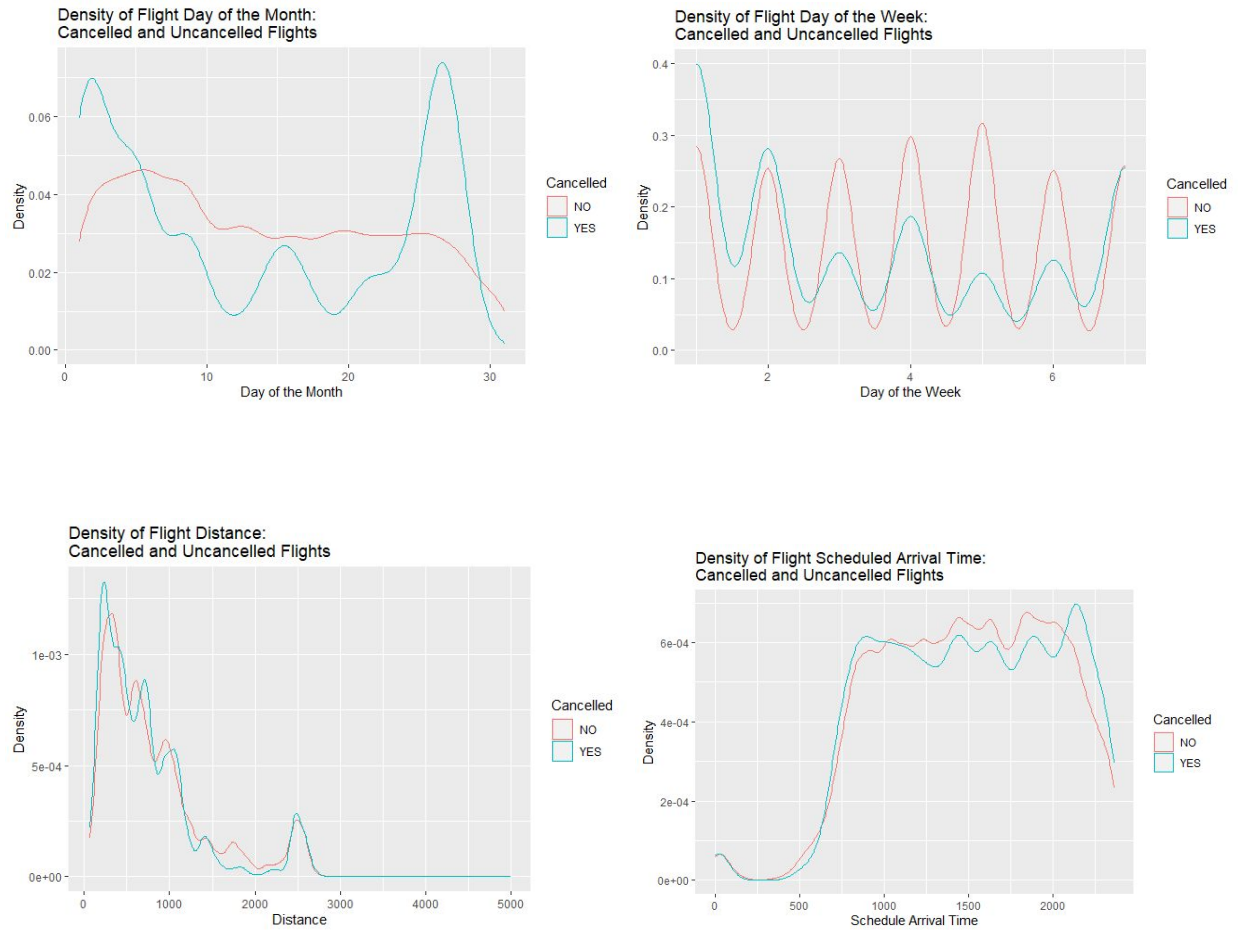 Density of Flight Day of the Month:
Cancelled and Uncancelled Flights
0.06
0.04
0.02
0.00
Density
0
10
20
30
Day of the Month
Cancelled
NO
YES
Density of Flight Day of the Week:
Cancelled and Uncancelled Flights
0.4
0.3
0.2
0.1
0.0
Density
2
4
6
Day of the Week
Cancelled
NO
YES
Density of Flight Distance:
Cancelled and Uncancelled Flights
1e-03
5e-04
0e+00
Density
0
1000
2000
3000
4000
5000
Distance
Cancelled
NO
YES
Density of Flight Scheduled Arrival Time:
Cancelled and Uncancelled Flights
6e-04
4e-04
2e-04
0e+00
Density
0
500
1000
1500
2000
Schedule Arrival Time
Cancelled
NO
YES